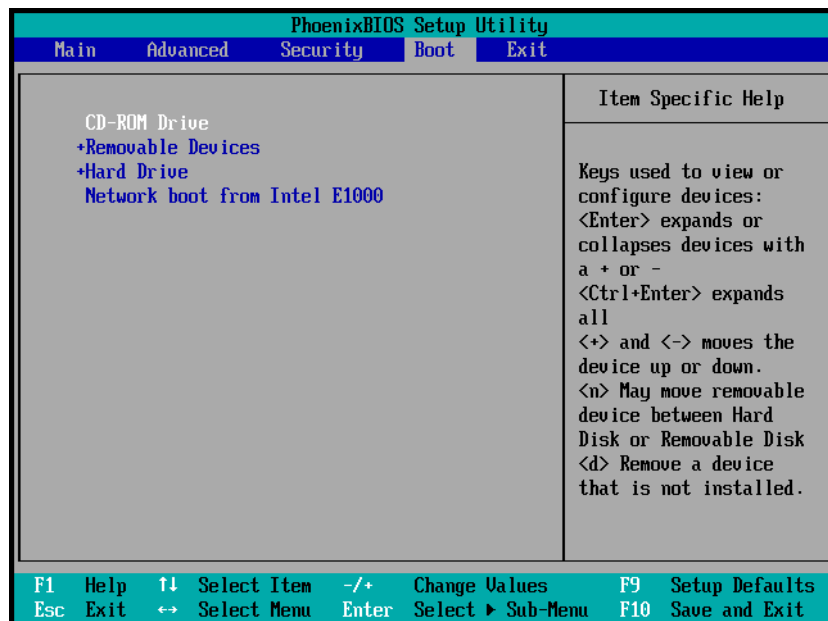 PhoenixBIOS Setup Utility
Main Advanced Security Boot Exit
CD-ROM Drive
+Removable Devices
+Hard Drive
Network boot from Intel E1000
Item Specific Help
Keys used to view or
configure devices:
<Enter> expands or
collapses devices with
a + or -
<Ctrl+Enter> expands
all
<+> and <-> moves the
device up or down.
<n> May move removable
device between Hard
Disk or Removable Disk
<d> Remove a device
that is not installed.
F1 Help ↑↓ Select Item -/+ Change Values F9 Setup Defaults
Esc Exit ↔ Select Menu Enter Select ▶ Sub-Menu F10 Save and Exit